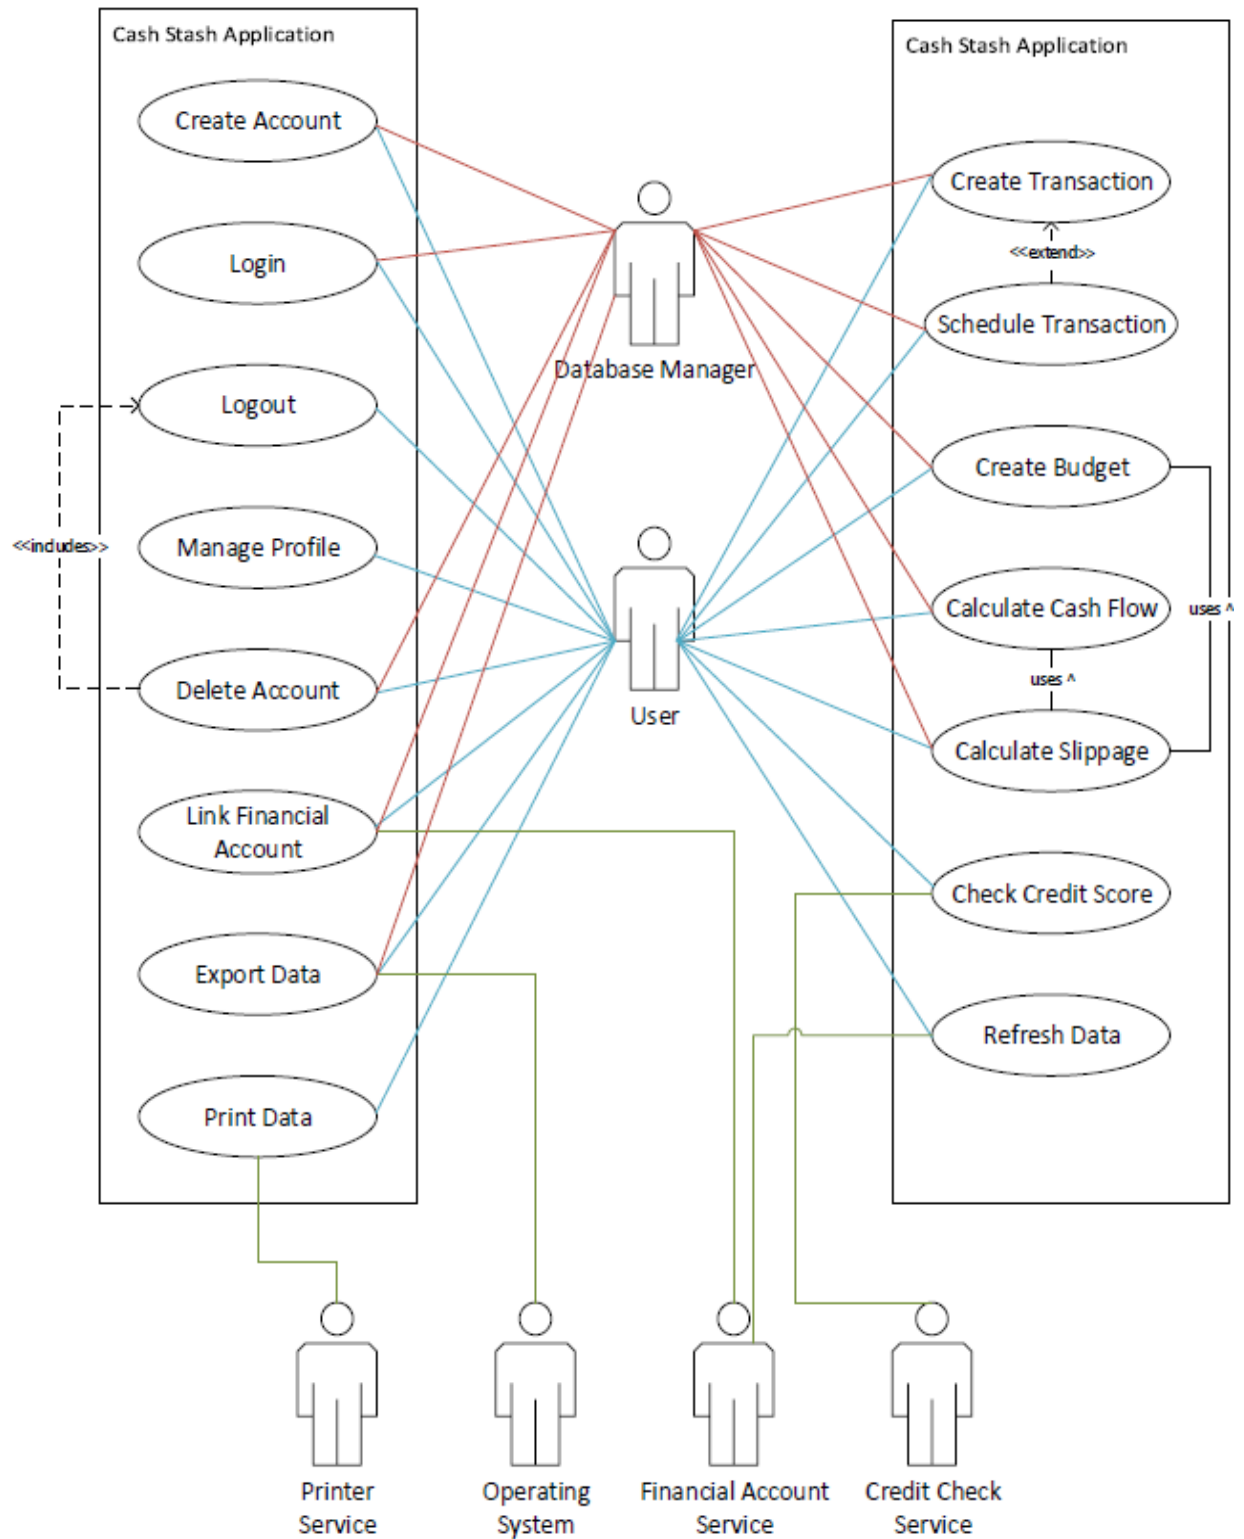 Cash Stash Application
Create Account
Login
Logout
<<includes>>
Manage Profile
Delete Account
Link Financial
Account
Export Data
Print Data
Database Manager
User
Cash Stash Application
Create Transaction
<<extend>>
Schedule Transaction
Create Budget
Calculate Cash Flow
uses ^
uses ^
Calculate Slippage
Check Credit Score
Refresh Data
Printer
Service
Operating
System
Financial Account
Service
Credit Check
Service